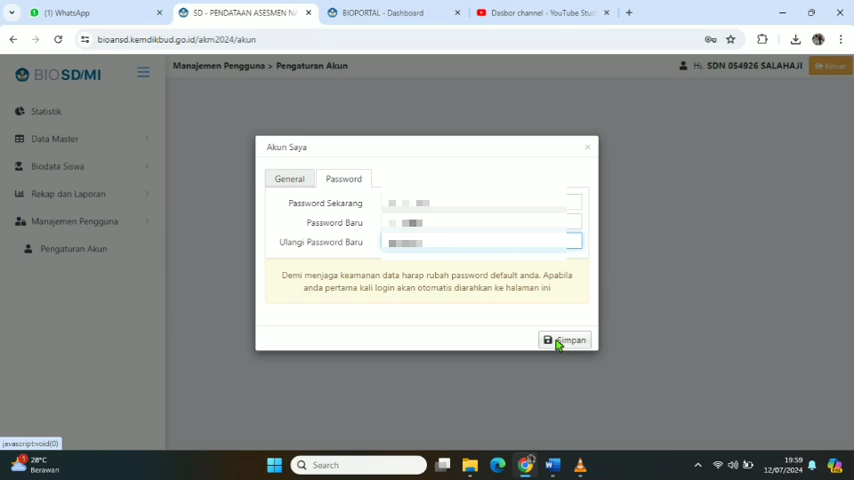 (1) WhatsApp
SD - PENDATAAN ASESMEN NA
BIOPORTAL - Dashboard
Dasbor channel - YouTube Stud
bioansd.kemdikbud.go.id/akm2024/akun
BIOSD/MI
Manajemen Pengguna > Pengaturan Akun
Hi, SDN 054926 SALAHAJI
Keluar
Statistik
Data Master
Biodata Siswa
Rekap dan Laporan
Manajemen Pengguna
Pengaturan Akun
Akun Saya
General
Password
Password Sekarang
Password Baru
Ulangi Password Baru
Demi menjaga keamanan data harap rubah password default anda. Apabila
anda pertama kali login akan otomatis diarahkan ke halaman ini
Simpan
javascript:void(0)
1
28°C
Berawan
Search
19:59
12/07/2024